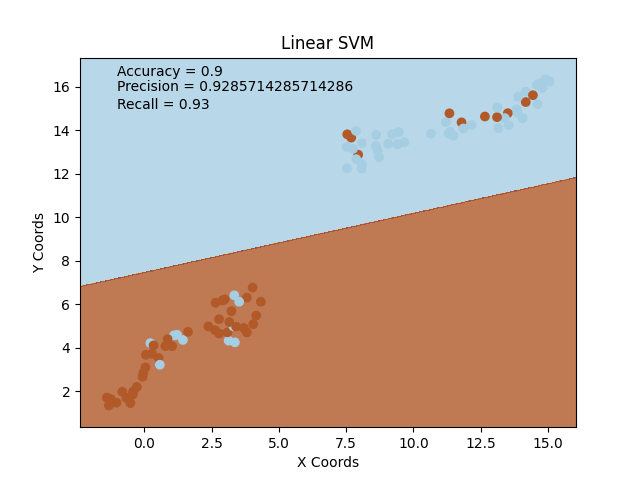 Linear SVM
Accuracy = 0.9
Precision = 0.9285714285714286
Recall = 0.93
16
14
12
10
8
6
4
2
Y Coords
0.0 2.5 5.0 7.5 10.0 12.5 15.0
X Coords